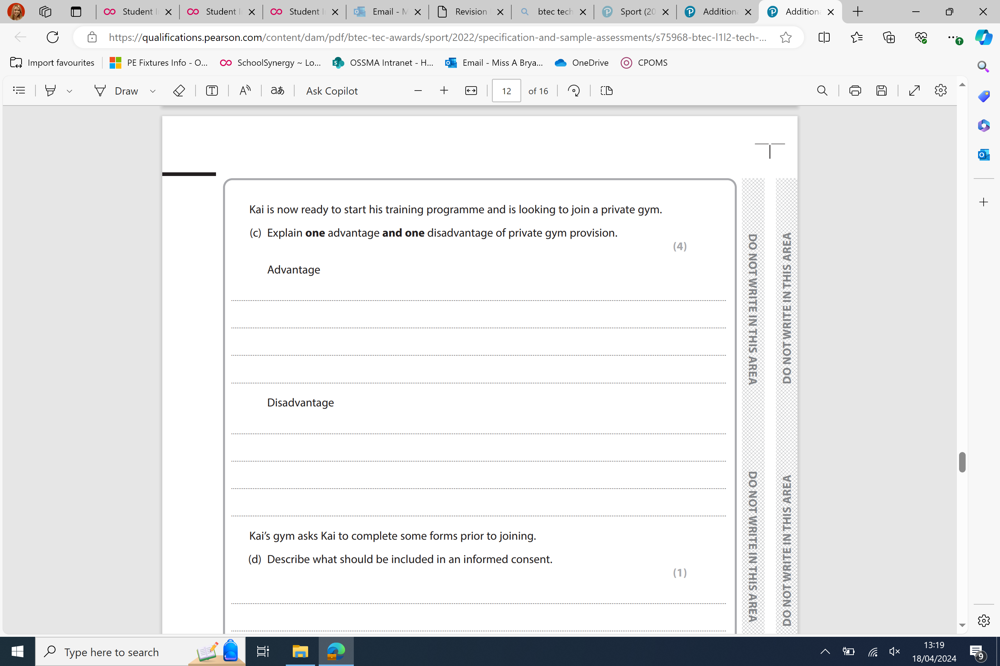 Student I
Student I
Student I
Email - M
Revision
btec tech
Sport (20
Addition
Addition
https://qualifications.pearson.com/content/dam/pdf/btec-tec-awards/sport/2022/specification-and-sample-assessments/s75968-btec-l1l2-tech-...
Import favourites
PE Fixtures Info - O...
SchoolSynergy ~ Lo...
OSSMA Intranet - H...
Email - Miss A Brya...
OneDrive
CPOMS
Draw
aあ
Ask Copilot
12 of 16
Kai is now ready to start his training programme and is looking to join a private gym.
(c) Explain one advantage and one disadvantage of private gym provision.
(4)
Advantage
Disadvantage
Kai's gym asks Kai to complete some forms prior to joining.
(d) Describe what should be included in an informed consent.
(1)
DO NOT WRITE IN THIS AREA
DO NOT WRITE IN THIS AREA
DO NOT WRITE IN THIS AREA
DO NOT WRITE IN THIS AREA
Type here to search
13:19
18/04/2024
9